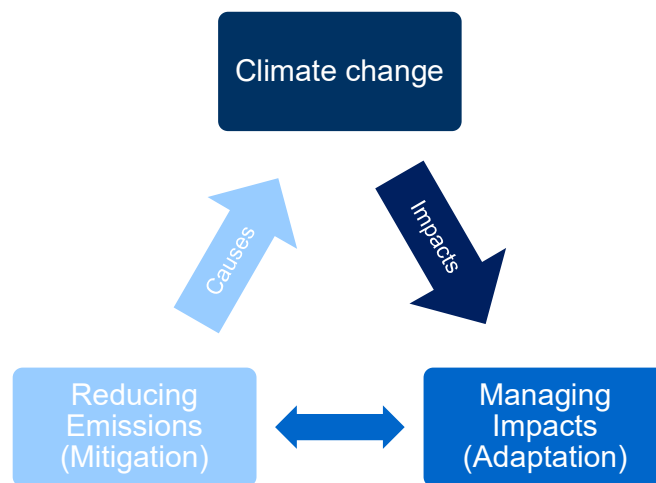 Climate change
Causes
Impacts
Reducing
Emissions
(Mitigation)
Managing
Impacts
(Adaptation)